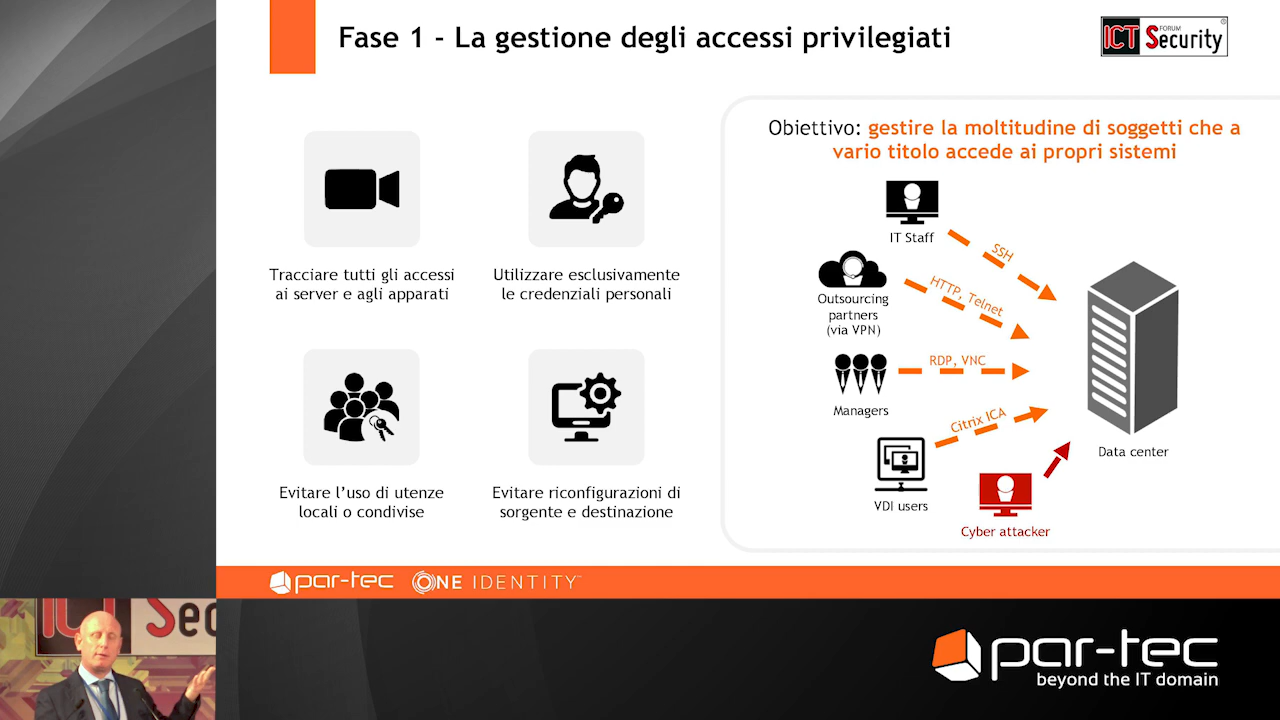 Fase 1 - La gestione degli accessi privilegiati
ICT Security
FORUM
®
Tracciare tutti gli accessi
ai server e agli apparati
Utilizzare esclusivamente
le credenziali personali
Evitare l'uso di utenze
locali o condivise
Evitare riconfigurazioni di
sorgente e destinazione
Obiettivo: gestire la moltitudine di soggetti che a
vario titolo accede ai propri sistemi
IT Staff
SSH
Outsourcing
partners
(via VPN)
HTTP, Telnet
Managers
RDP, VNC
VDI users
Citrix ICA
Cyber attacker
Data center
par-tec
ONE IDENTITY™
ICT Sec
par-tec
beyond the IT domain